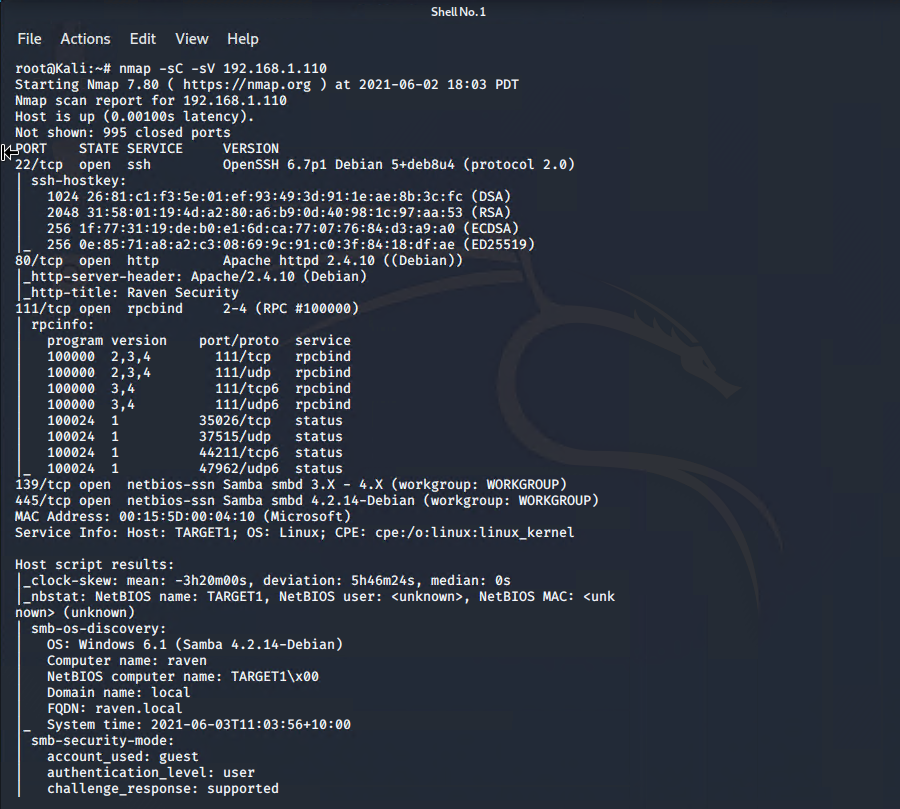 Shell No.1
File Actions Edit View Help
root@Kali:~# nmap -sC -sV 192.168.1.110
Starting Nmap 7.80 ( https://nmap.org ) at 2021-06-02 18:03 PDT
Nmap scan report for 192.168.1.110
Host is up (0.00100s latency).
Not shown: 995 closed ports
PORT    STATE SERVICE     VERSION
22/tcp  open  ssh         OpenSSH 6.7p1 Debian 5+deb8u4 (protocol 2.0)
| ssh-hostkey:
|   1024 26:81:c1:f3:5e:01:ef:93:49:3d:91:1e:ae:8b:3c:fc (DSA)
|   2048 31:58:01:19:4d:a2:80:a6:b9:0d:40:98:1c:97:aa:53 (RSA)
|   256 1f:77:31:19:de:b0:e1:6d:ca:77:07:76:84:d3:a9:a0 (ECDSA)
|_  256 0e:85:71:a8:a2:c3:08:69:9c:91:c0:3f:84:18:df:ae (ED25519)
80/tcp  open  http        Apache httpd 2.4.10 ((Debian))
|_http-server-header: Apache/2.4.10 (Debian)
|_http-title: Raven Security
111/tcp open  rpcbind     2-4 (RPC #100000)
| rpcinfo:
|   program version    port/proto  service
|   100000  2,3,4        111/tcp   rpcbind
|   100000  2,3,4        111/udp   rpcbind
|   100000  3,4          111/tcp6  rpcbind
|   100000  3,4          111/udp6  rpcbind
|   100024  1          35026/tcp   status
|   100024  1          37515/udp   status
|   100024  1          44211/tcp6  status
|_  100024  1          47962/udp6  status
139/tcp open  netbios-ssn Samba smbd 3.X - 4.X (workgroup: WORKGROUP)
445/tcp open  netbios-ssn Samba smbd 4.2.14-Debian (workgroup: WORKGROUP)
MAC Address: 00:15:5D:00:04:10 (Microsoft)
Service Info: Host: TARGET1; OS: Linux; CPE: cpe:/o:linux:linux_kernel
Host script results:
|_clock-skew: mean: -3h20m00s, deviation: 5h46m24s, median: 0s
|_nbstat: NetBIOS name: TARGET1, NetBIOS user: <unknown>, NetBIOS MAC: <unk
nown> (unknown)
| smb-os-discovery:
|   OS: Windows 6.1 (Samba 4.2.14-Debian)
|   Computer name: raven
|   NetBIOS computer name: TARGET1\x00
|   Domain name: local
|   FQDN: raven.local
|_  System time: 2021-06-03T11:03:56+10:00
| smb-security-mode:
|   account_used: guest
|   authentication_level: user
|   challenge_response: supported